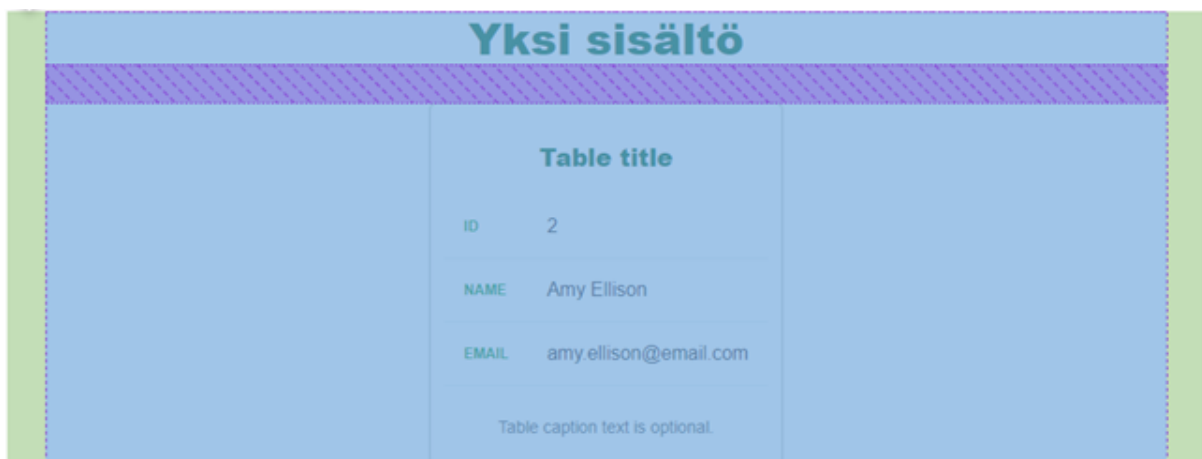 Yksi sisältö
Table title
ID 2
NAME Amy Ellison
EMAIL amy.ellison@email.com
Table caption text is optional.